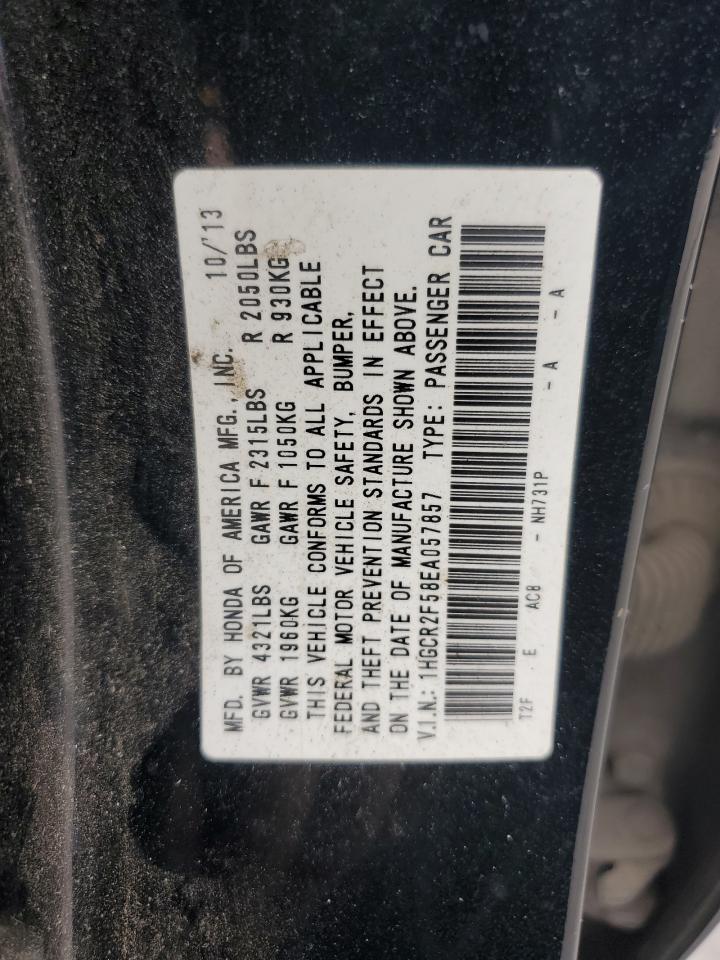 MFD. BY HONDA OF AMERICA MFG., INC. 10/'13
GVWR 4321LBS GAWR F 2315LBS R 2050LBS
GVWR 1960KG GAWR F 1050KG R 930KG
THIS VEHICLE CONFORMS TO ALL APPLICABLE
FEDERAL MOTOR VEHICLE SAFETY, BUMPER,
AND THEFT PREVENTION STANDARDS IN EFFECT
ON THE DATE OF MANUFACTURE SHOWN ABOVE.
V.I.N.: 1HGCR2F58EA057857 TYPE: PASSENGER CAR
T2F E AC8 - NH731P - A - A